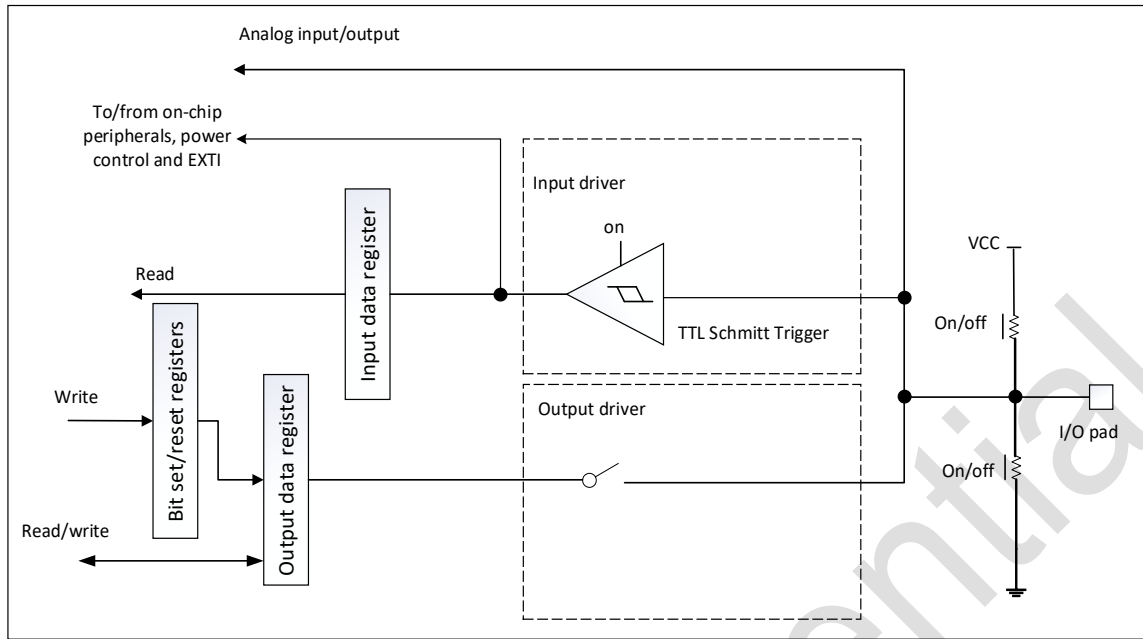 Analog input/output
To/from on-chip
peripherals, power
control and EXTI
Input driver
on
Input data register
VCC
Read
On/off
TTL Schmitt Trigger
Bit set/reset registers
Write
Output data register
Output driver
I/O pad
On/off
Read/write
ential